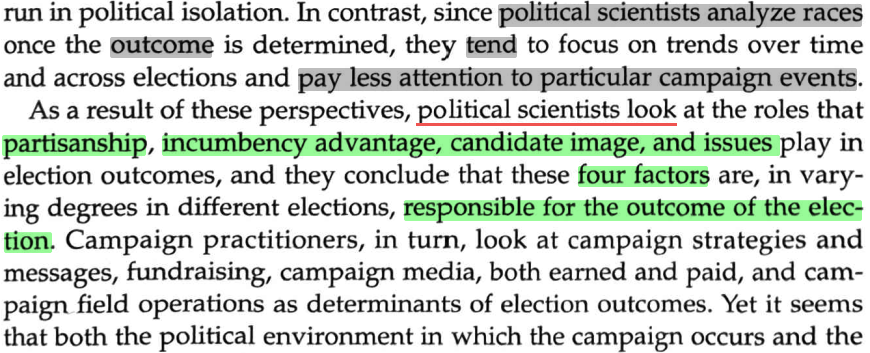 run in political isolation. In contrast, since political scientists analyze races
once the outcome is determined, they tend to focus on trends over time
and across elections and pay less attention to particular campaign events.
As a result of these perspectives, political scientists look at the roles that
partisanship, incumbency advantage, candidate image, and issues play in
election outcomes, and they conclude that these four factors are, in vary-
ing degrees in different elections, responsible for the outcome of the elec-
tion. Campaign practitioners, in turn, look at campaign strategies and
messages, fundraising, campaign media, both earned and paid, and cam-
paign field operations as determinants of election outcomes. Yet it seems
that both the political environment in which the campaign occurs and the